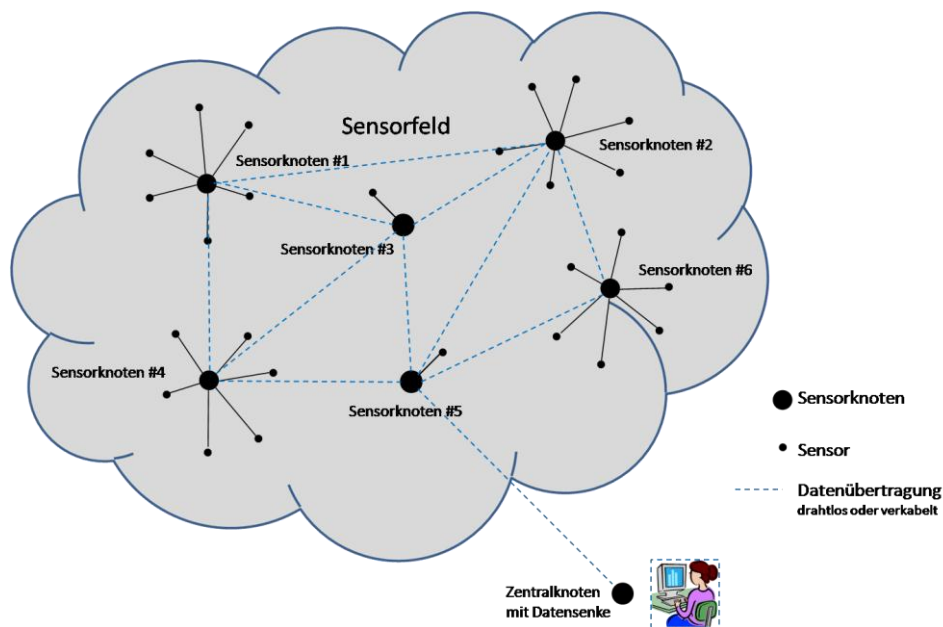 Sensorfeld
Sensorknoten #1
Sensorknoten #2
Sensorknoten #3
Sensorknoten #6
Sensorknoten #4
Sensorknoten #5
Sensorknoten
Sensor
Datenübertragung
drahtlos oder verkabelt
Zentralknoten
mit Datensenke